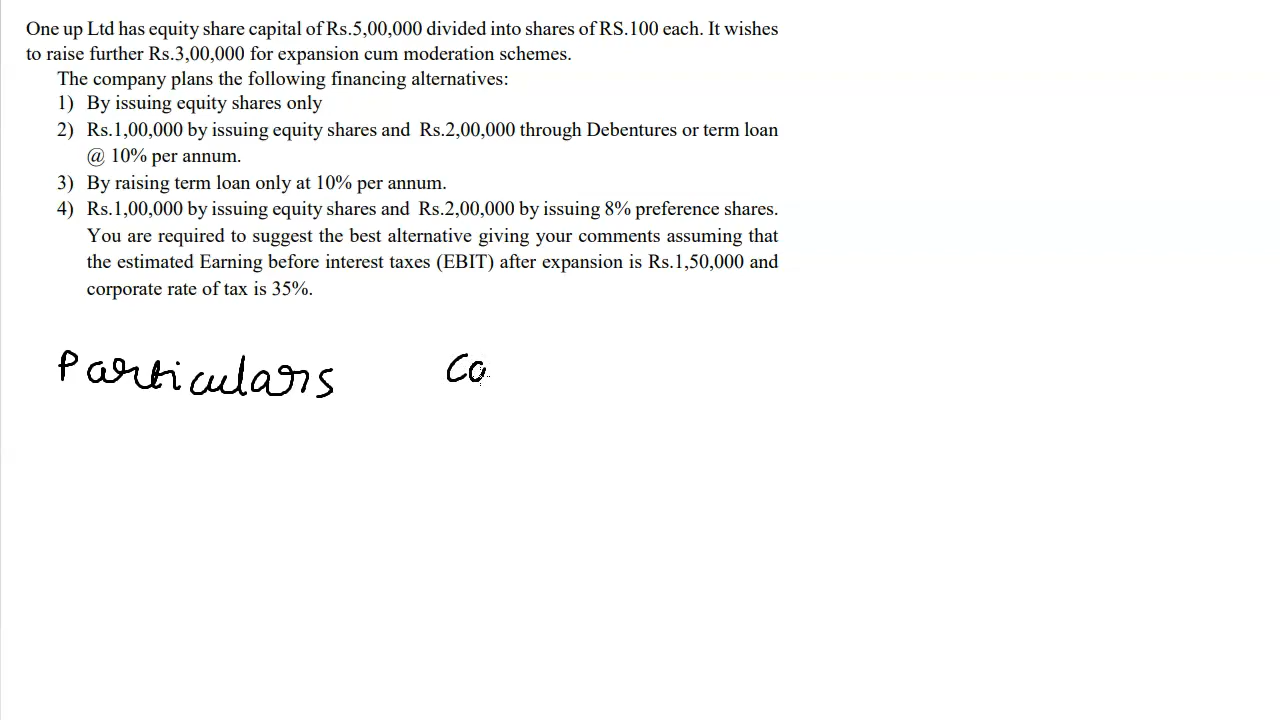 One up Ltd has equity share capital of Rs.5,00,000 divided into shares of RS.100 each. It wishes
to raise further Rs.3,00,000 for expansion cum moderation schemes.
The company plans the following financing alternatives:
1) By issuing equity shares only
2) Rs.1,00,000 by issuing equity shares and Rs.2,00,000 through Debentures or term loan
@ 10% per annum.
3) By raising term loan only at 10% per annum.
4) Rs.1,00,000 by issuing equity shares and Rs.2,00,000 by issuing 8% preference shares.
You are required to suggest the best alternative giving your comments assuming that
the estimated Earning before interest taxes (EBIT) after expansion is Rs.1,50,000 and
corporate rate of tax is 35%.
Particulars Ca